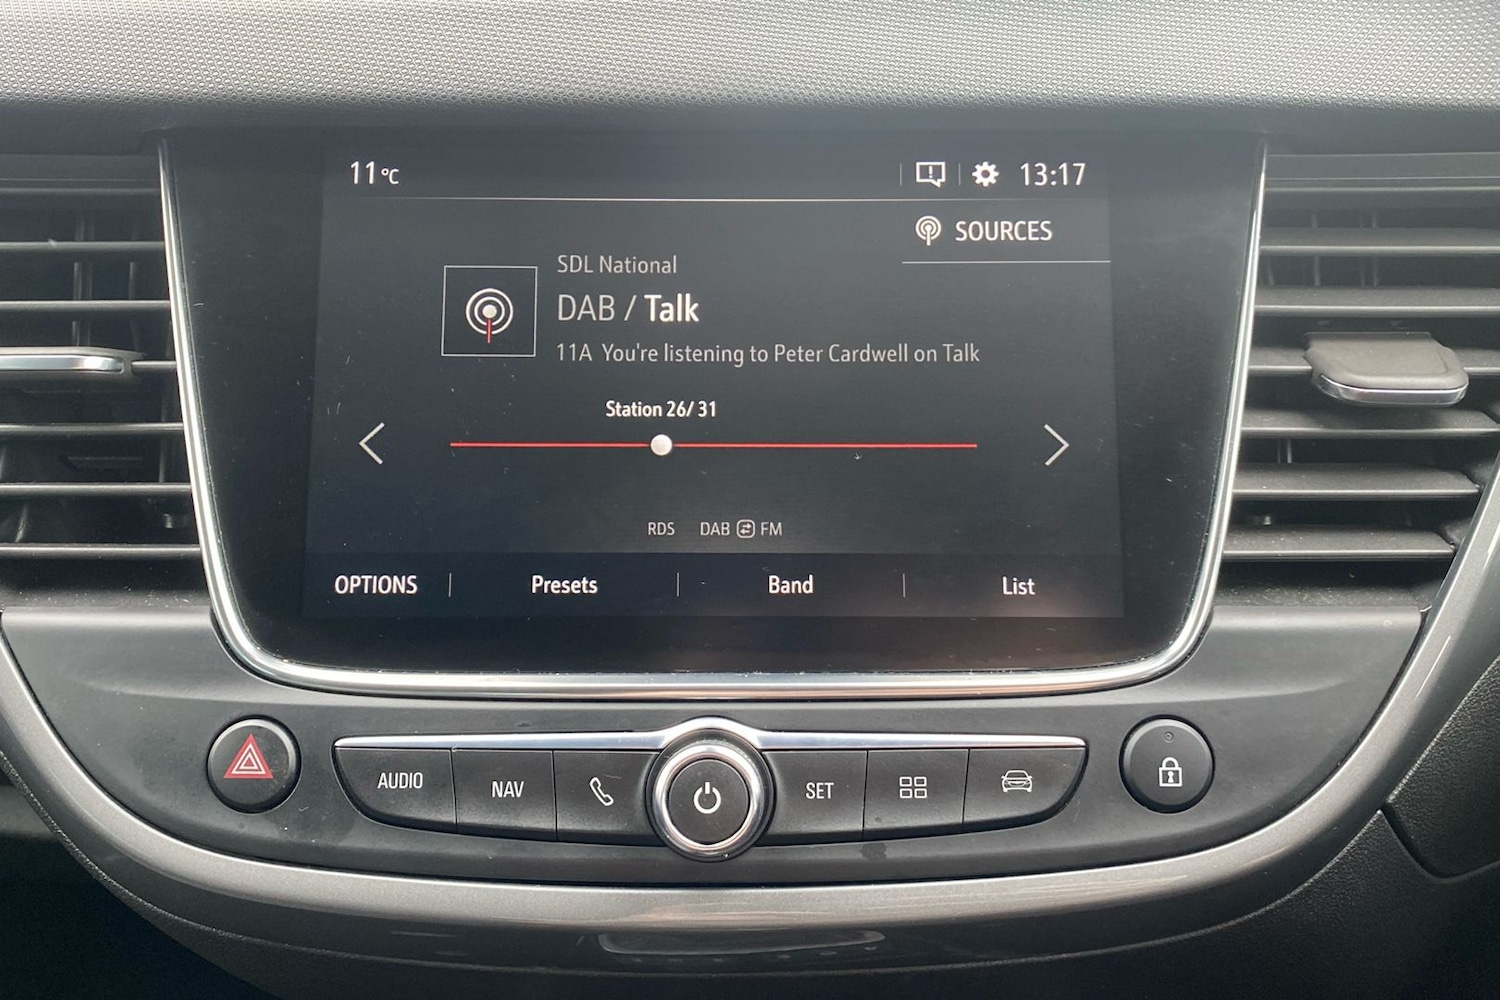 11°C
13:17
SOURCES
SDL National
DAB / Talk
11A You're listening to Peter Cardwell on Talk
Station 26/ 31
RDS DAB FM
OPTIONS Presets Band List
AUDIO NAV SET